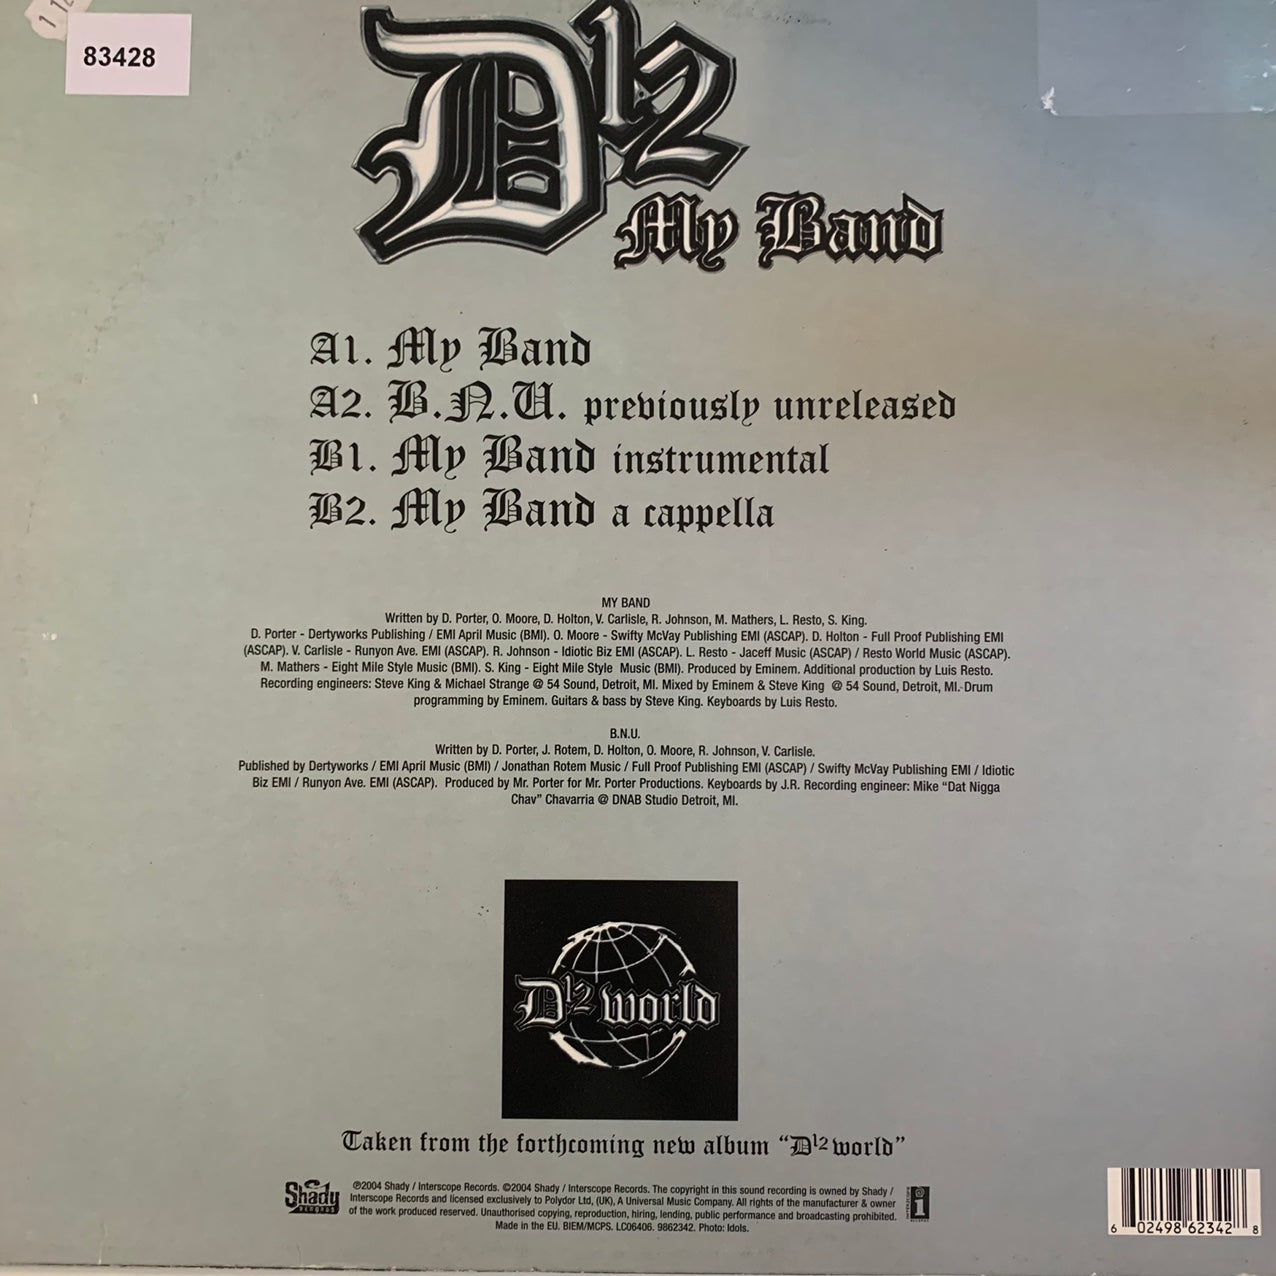 83428
D12
My Band
A1. My Band
A2. B.N.U. previously unreleased
B1. My Band instrumental
B2. My Band a cappella
MY BAND
Written by D. Porter, O. Moore, D. Holton, V. Carlisle, R. Johnson, M. Mathers, L. Resto, S. King.
D. Porter - Dertyworks Publishing / EMI April Music (BMI). O. Moore - Swifty McVay Publishing EMI (ASCAP). D. Holton - Full Proof Publishing EMI
(ASCAP). V. Carlisle - Runyon Ave. EMI (ASCAP). R. Johnson - Idiotic Biz EMI (ASCAP). L. Resto - Jaceff Music (ASCAP) / Resto World Music (ASCAP).
M. Mathers - Eight Mile Style Music (BMI). S. King - Eight Mile Style Music (BMI). Produced by Eminem. Additional production by Luis Resto.
Recording engineers: Steve King & Michael Strange @ 54 Sound, Detroit, MI. Mixed by Eminem & Steve King @ 54 Sound, Detroit, MI. Drum
programming by Eminem. Guitars & bass by Steve King. Keyboards by Luis Resto.
B.N.U.
Written by D. Porter, J. Rotem, D. Holton, O. Moore, R. Johnson, V. Carlisle.
Published by Dertyworks / EMI April Music (BMI) / Jonathan Rotem Music / Full Proof Publishing EMI (ASCAP) / Swifty McVay Publishing EMI / Idiotic
Biz EMI / Runyon Ave. EMI (ASCAP). Produced by Mr. Porter for Mr. Porter Productions. Keyboards by J.R. Recording engineer: Mike “Dat Nigga
Chav” Chavarria @ DNAB Studio Detroit, MI.
D12 world
Taken from the forthcoming new album “D12 world”
Shady
RECORDS
℗2004 Shady / Interscope Records. ©2004 Shady / Interscope Records. The copyright in this sound recording is owned by Shady /
Interscope Records and licensed exclusively to Polydor Ltd, (UK), A Universal Music Company. All rights of the manufacturer & owner
of the work produced reserved. Unauthorised copying, reproduction, hiring, lending, public performance and broadcasting prohibited.
Made in the EU. BIEM/MCPS. LC06406. 9862342. Photo: Idols.
6 02498 62342 8